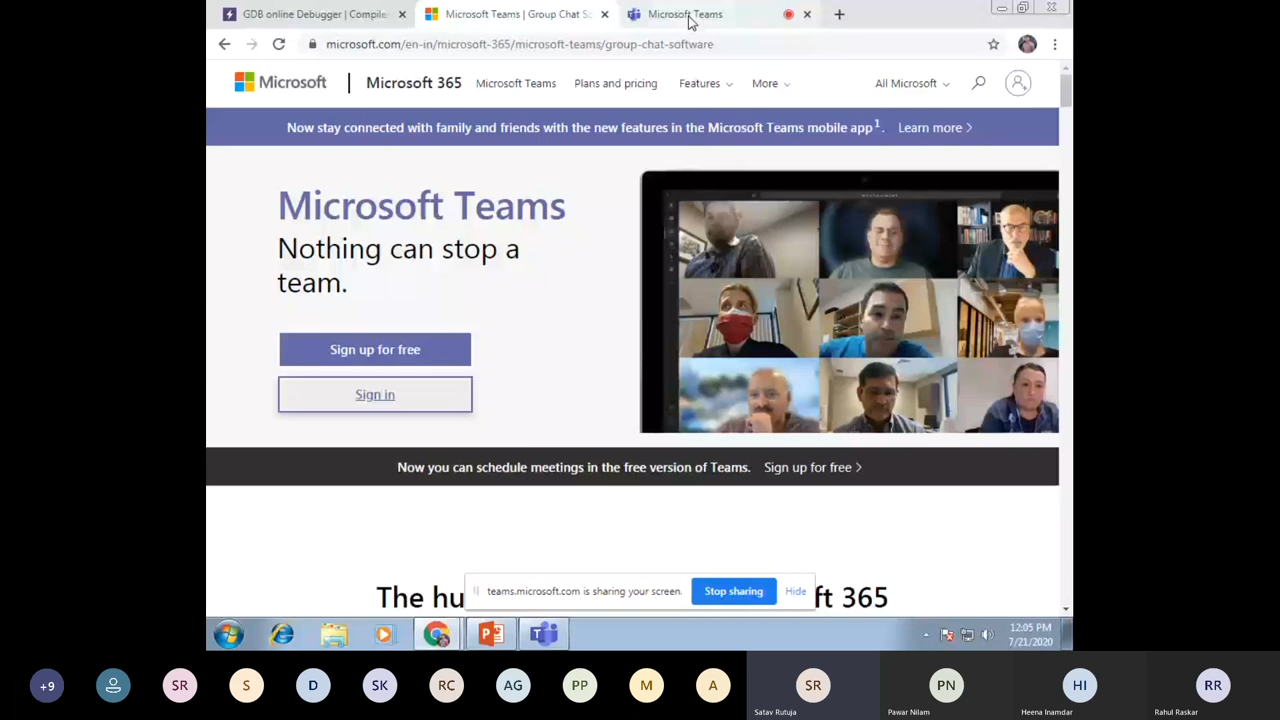 GDB online Debugger | Compile
Microsoft Teams | Group Chat So
Microsoft Teams
microsoft.com/en-in/microsoft-365/microsoft-teams/group-chat-software
Microsoft
Microsoft 365
Microsoft Teams
Plans and pricing
Features
More
All Microsoft
Now stay connected with family and friends with the new features in the Microsoft Teams mobile app1. Learn more >
Microsoft Teams
Nothing can stop a
team.
Sign up for free
Sign in
Now you can schedule meetings in the free version of Teams. Sign up for free >
The hu
ft 365
teams.microsoft.com is sharing your screen.
Stop sharing
Hide
12:05 PM
7/21/2020
+9
SR
S
D
SK
RC
AG
PP
M
A
SR
PN
HI
RR
Satav Rutuja
Pawar Nilam
Heena Inamdar
Rahul Raskar